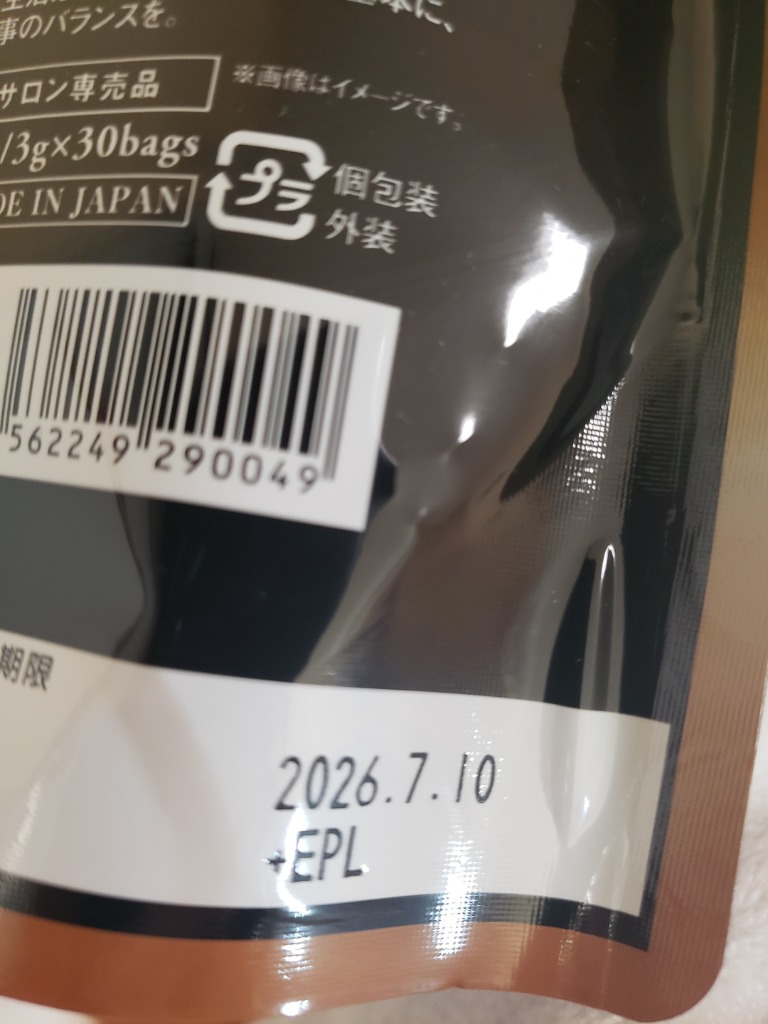 事のバランスを。
サロン専売品
※画像はイメージです。
/3g×30bags
DE IN JAPAN
プラ
個包装
外装
562249 290049
期限
2026.7.10
+EPL